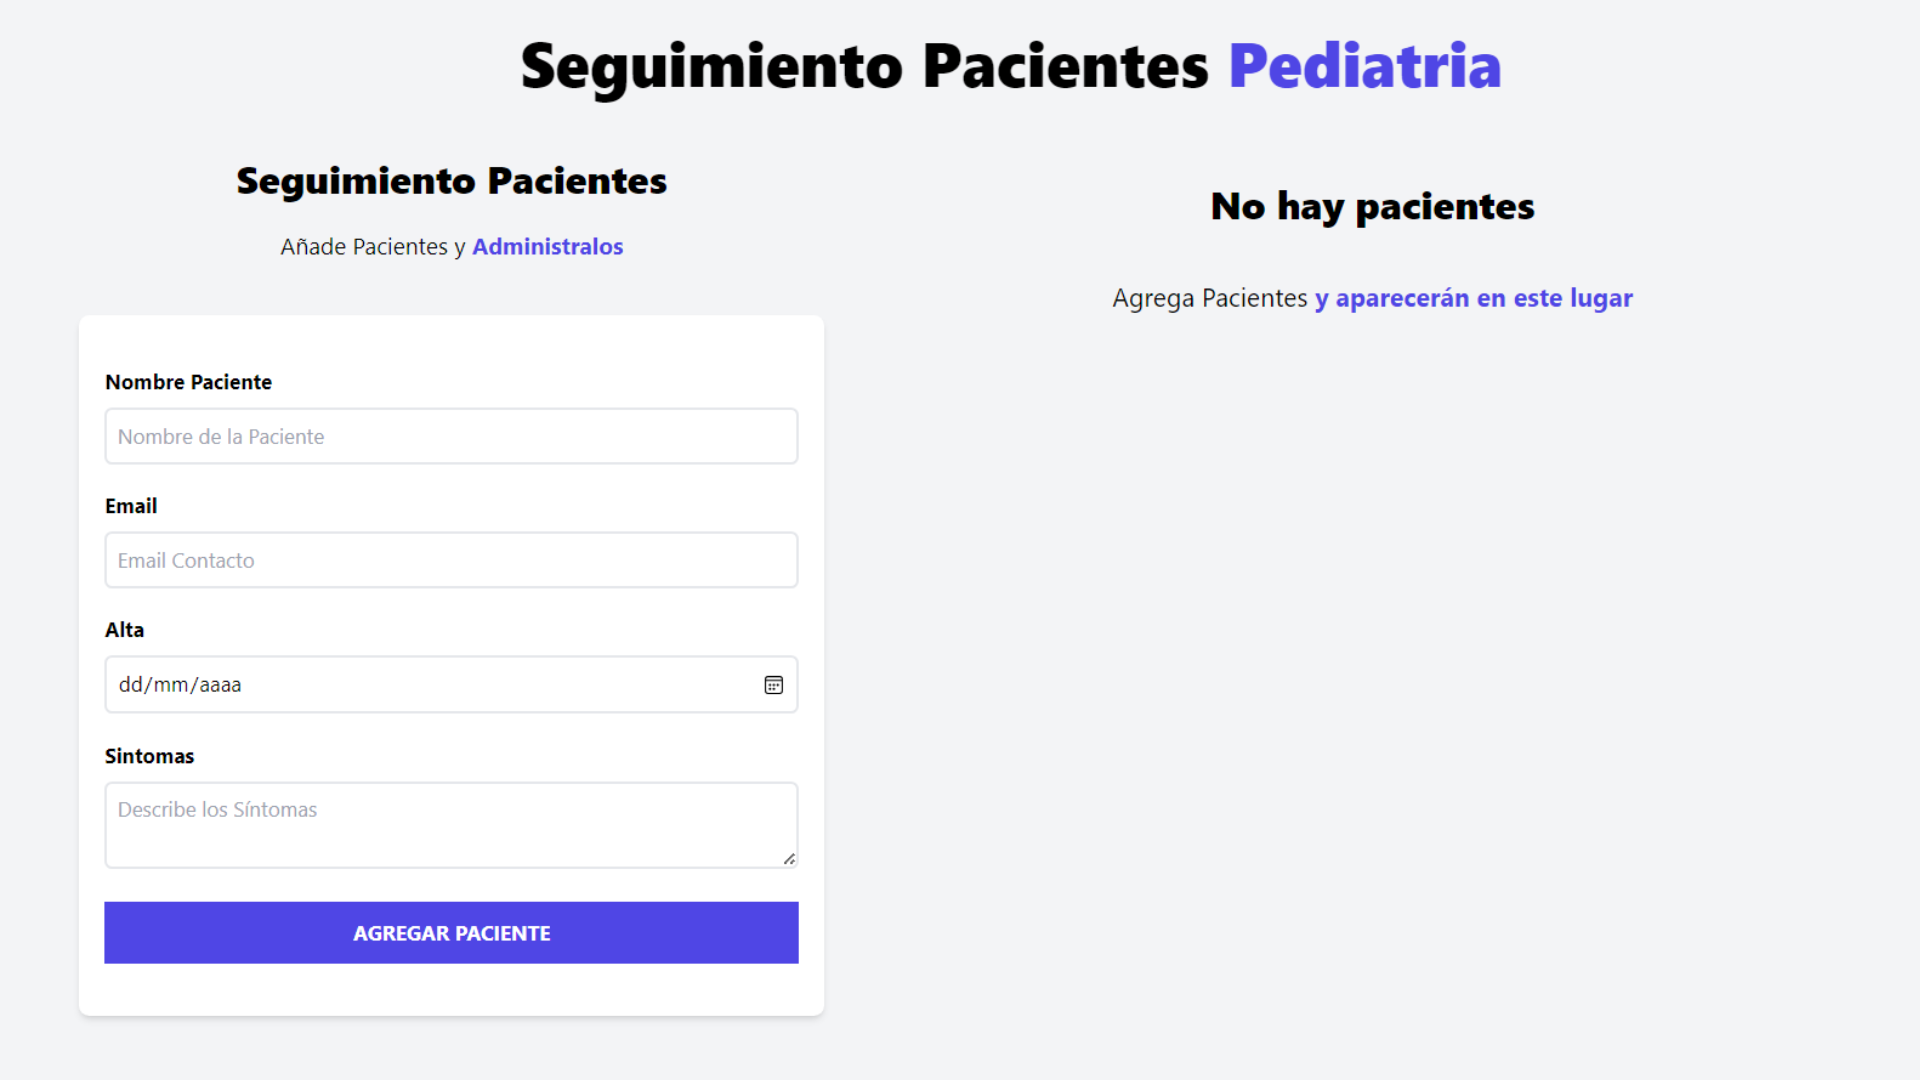 Seguimiento Pacientes Pediatria
Seguimiento Pacientes
Añade Pacientes y Administralos
Nombre Paciente
Nombre de la Paciente
Email
Email Contacto
Alta
dd/mm/aaaa
Sintomas
Describe los Síntomas
AGREGAR PACIENTE
No hay pacientes
Agrega Pacientes y aparecerán en este lugar